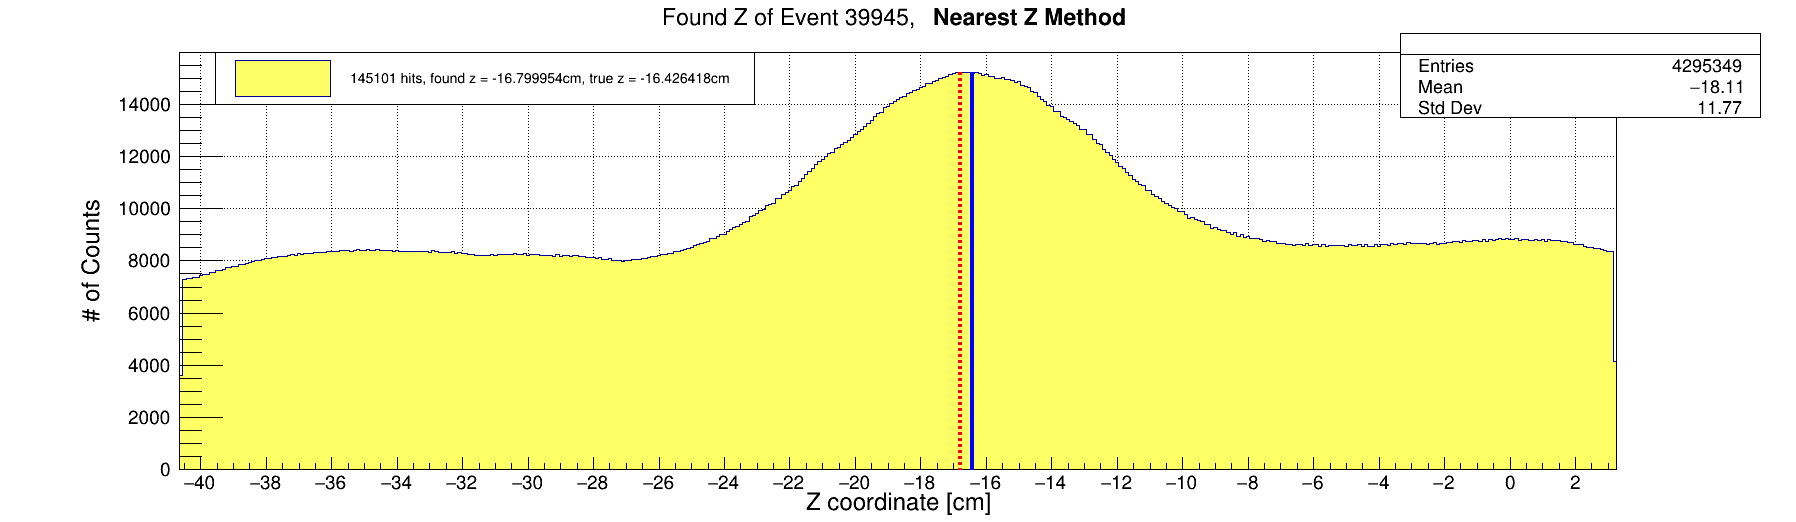 Found Z of Event 39945, Nearest Z Method
145101 hits, found z = -16.799954cm, true z = -16.426418cm
Entries 4295349
Mean −18.11
Std Dev 11.77
# of Counts
14000
12000
10000
8000
6000
4000
2000
0
−40 −38 −36 −34 −32 −30 −28 −26 −24 −22 −20 −18 −16 −14 −12 −10 −8 −6 −4 −2 0 2
Z coordinate [cm]